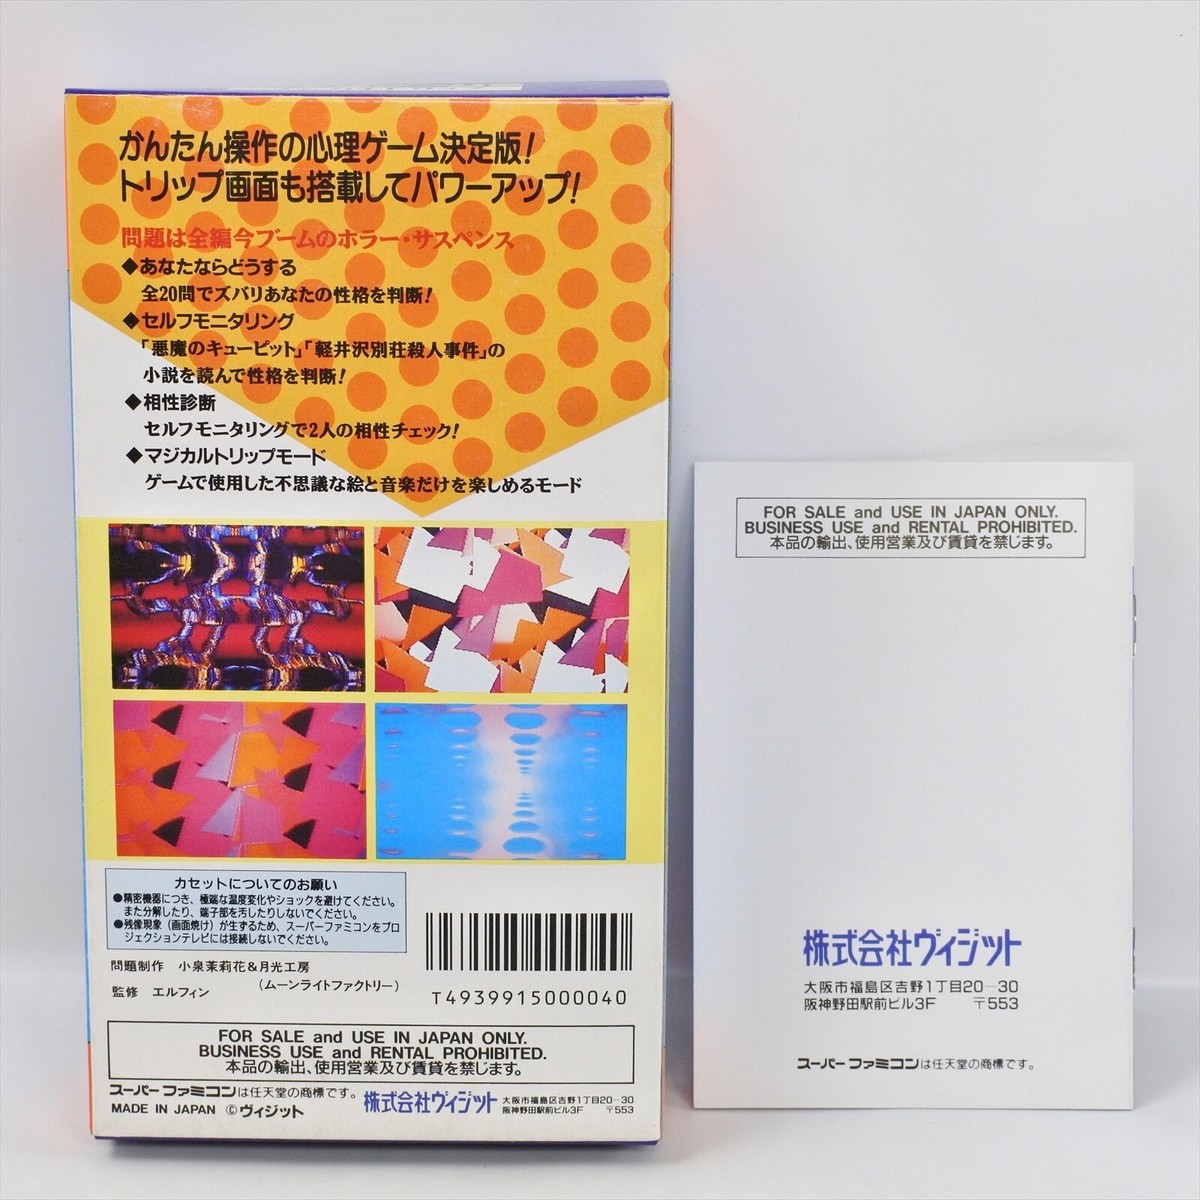 かんたん操作の心理ゲーム決定版!
トリップ画面も搭載してパワーアップ!
問題は全編今ブームのホラー・サスペンス
◆あなたならどうする
全20問でズバリあなたの性格を判断!
◆セルフモニタリング
「悪魔のキューピット」「軽井沢別荘殺人事件」の
小説を読んで性格を判断!
◆相性診断
セルフモニタリングで2人の相性チェック!
◆マジカルトリップモード
ゲームで使用した不思議な絵と音楽だけを楽しめるモード
カセットについてのお願い
●精密機器につき、極端な温度変化やショックを避けてください。
また分解したり、端子部を汚したりしないでください。
●残像現象(画面焼け)が生ずるため、スーパーファミコンをプロ
ジェクションテレビには接続しないでください。
問題制作 小泉茉莉花&月光工房
(ムーンライトファクトリー)
監修 エルフィン
T4939915000040
FOR SALE and USE IN JAPAN ONLY.
BUSINESS USE and RENTAL PROHIBITED.
本品の輸出、使用営業及び賃貸を禁じます。
スーパーファミコンは任天堂の商標です。
MADE IN JAPAN ©ヴィジット
株式会社ヴィジット
大阪市福島区吉野1丁目20-30
阪神野田駅前ビル3F 〒553
FOR SALE and USE IN JAPAN ONLY.
BUSINESS USE and RENTAL PROHIBITED.
本品の輸出、使用営業及び賃貸を禁じます。
株式会社ヴィジット
大阪市福島区吉野1丁目20-30
阪神野田駅前ビル3F 〒553
スーパーファミコンは任天堂の商標です。